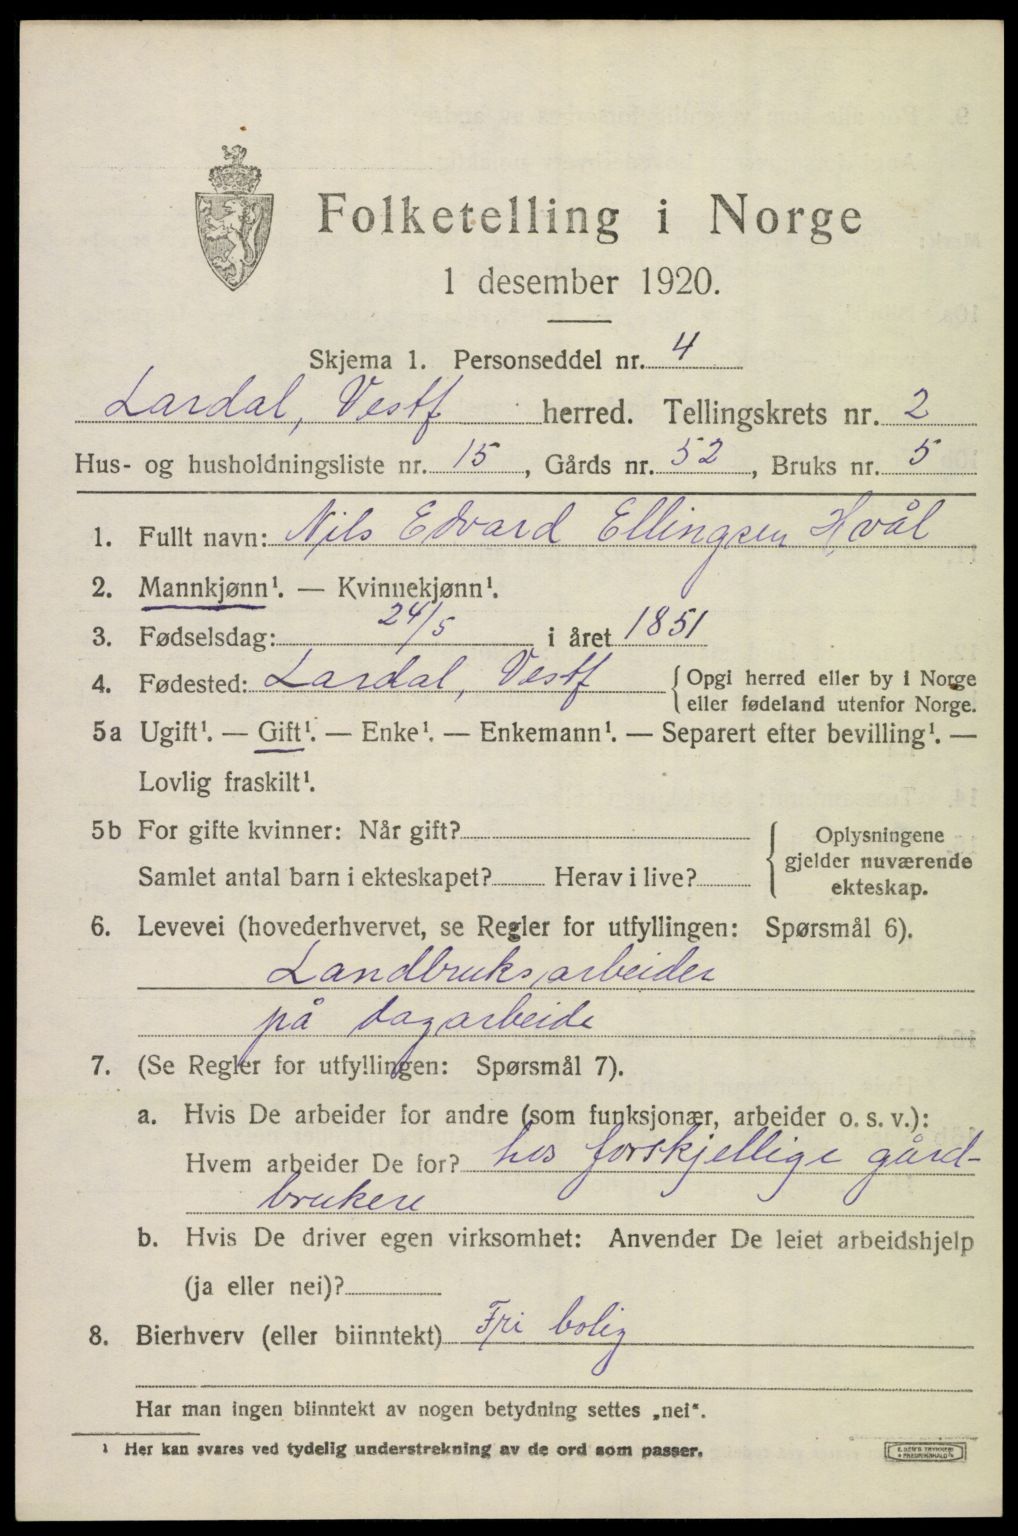 Folketelling i Norge
1 desember 1920.
Skjema 1. Personseddel nr. 4
Lardal, Vestf herred. Tellingskrets nr. 2
Hus- og husholdningsliste nr. 15, Gårds nr. 52, Bruks nr. 5
1. Fullt navn: Nils Edvard Ellingsen Hvål
2. Mannkjønn¹. — Kvinnekjønn¹.
3. Fødselsdag: 24/5 i året 1851
4. Fødested: Lardal, Vestf { Opgi herred eller by i Norge
eller fødeland utenfor Norge.
5a Ugift¹. — Gift¹. — Enke¹. — Enkemann¹. — Separert efter bevilling¹. —
Lovlig fraskilt¹.
5b For gifte kvinner: Når gift?
Samlet antal barn i ekteskapet? Herav i live?
Oplysningene
gjelder nuværende
ekteskap.
6. Levevei (hovederhvervet, se Regler for utfyllingen: Spørsmål 6).
Landbruksarbeider
på dagarbeide
7. (Se Regler for utfyllingen: Spørsmål 7).
a. Hvis De arbeider for andre (som funksjonær, arbeider o. s. v.):
Hvem arbeider De for? hos forskjellige gård-
brukere
b. Hvis De driver egen virksomhet: Anvender De leiet arbeidshjelp
(ja eller nei)?
8. Bierhverv (eller biinntekt) Fri bolig
Har man ingen biinntekt av nogen betydning settes „nei“.
¹ Her kan svares ved tydelig understrekning av de ord som passer.